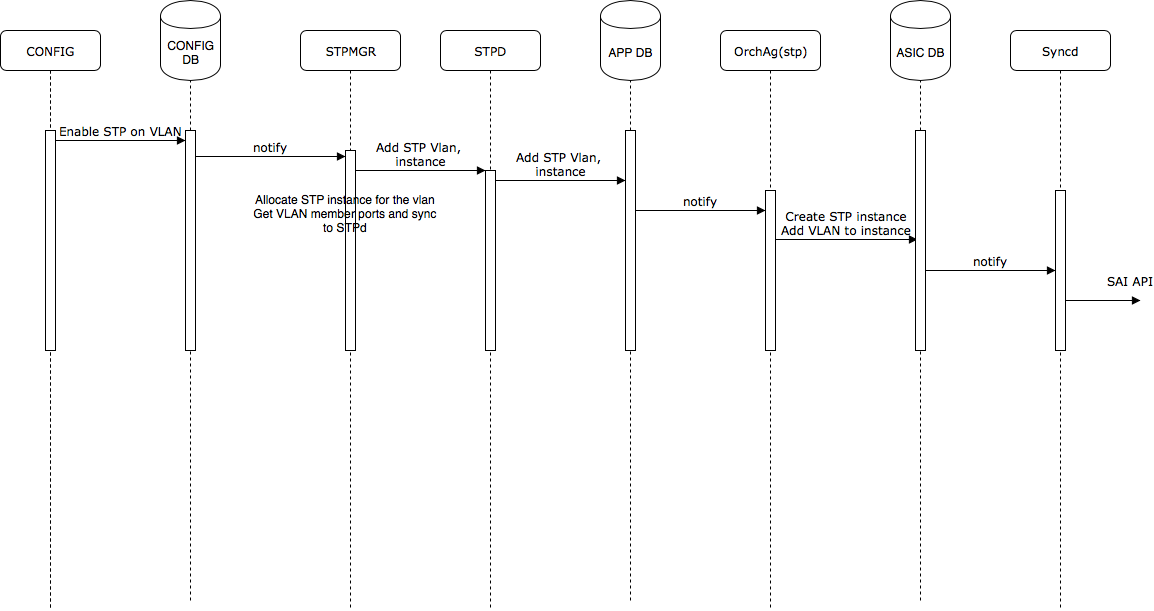 CONFIG
CONFIG
DB
STPMGR
STPD
APP DB
OrchAg(stp)
ASIC DB
Syncd
Enable STP on VLAN
notify
Add STP Vlan,
instance
Add STP Vlan,
instance
Allocate STP instance for the vlan
Get VLAN member ports and sync
to STPd
notify
Create STP instance
Add VLAN to instance
notify
SAI API